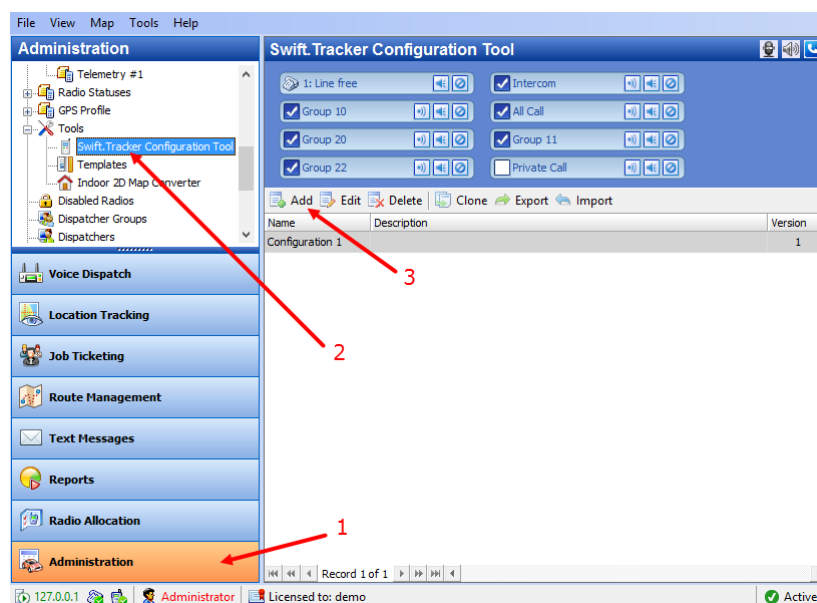 File View Map Tools Help
Administration
Telemetry #1
Radio Statuses
GPS Profile
Tools
Swift.Tracker Configuration Tool
Templates
Indoor 2D Map Converter
Disabled Radios
Dispatcher Groups
Dispatchers
Voice Dispatch
Location Tracking
Job Ticketing
Route Management
Text Messages
Reports
Radio Allocation
Administration
Swift.Tracker Configuration Tool
1: Line free Intercom
Group 10 All Call
Group 20 Group 11
Group 22 Private Call
Add Edit Delete Clone Export Import
Name Description Version
Configuration 1 1
3
2
1
Record 1 of 1
127.0.0.1 Administrator Licensed to: demo Active